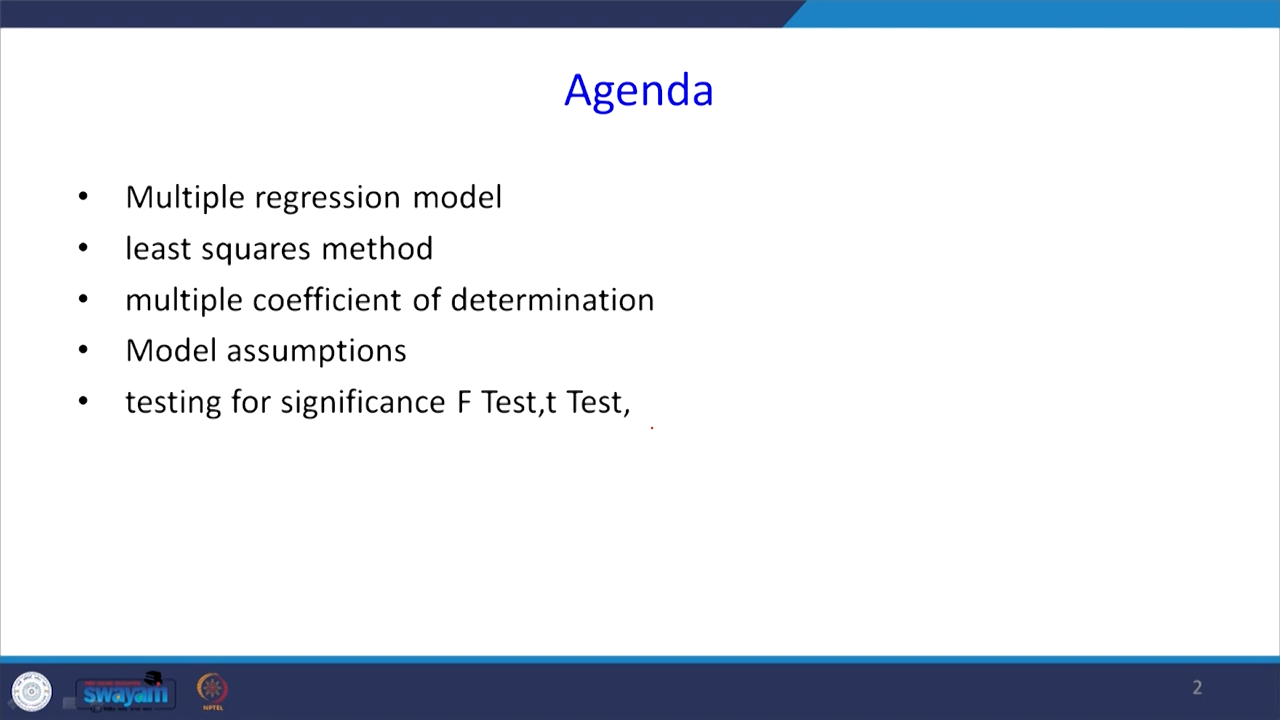 Agenda
• Multiple regression model
• least squares method
• multiple coefficient of determination
• Model assumptions
• testing for significance F Test,t Test,
swayam
NPTEL
2